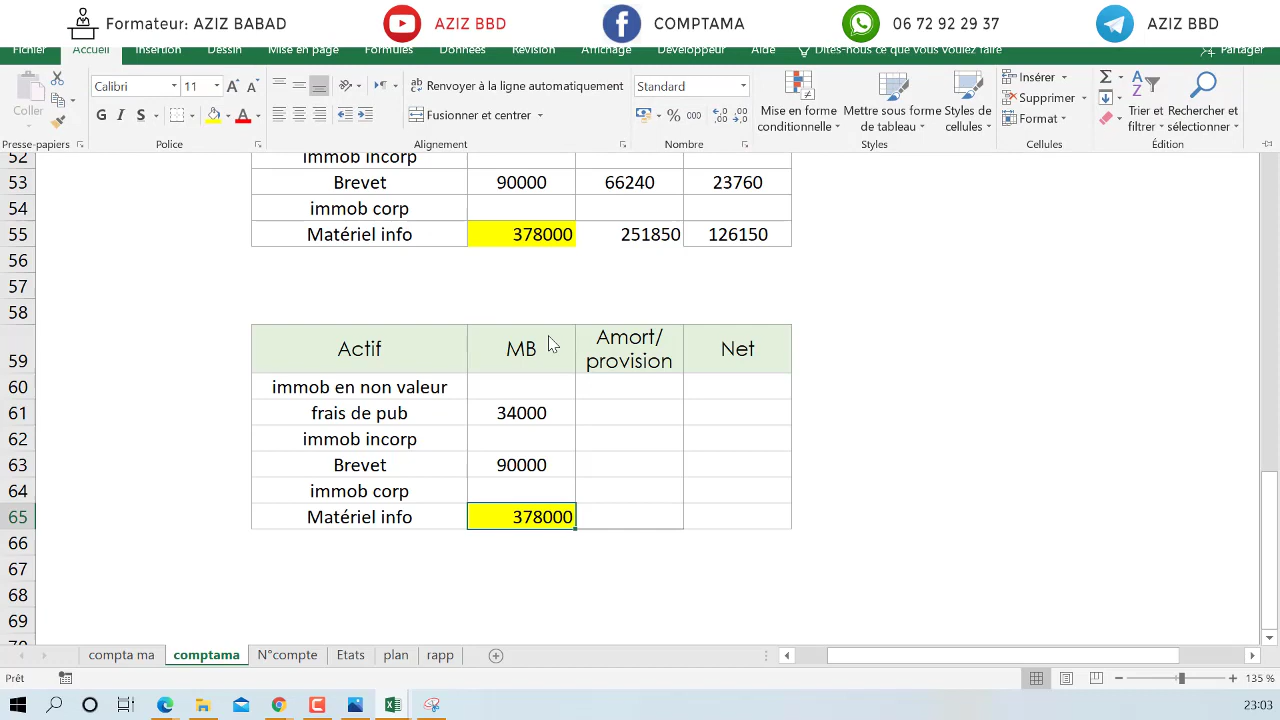 Formateur: AZIZ BABAD AZIZ BBD COMPTAMA 06 72 92 29 37 AZIZ BBD
Fichier Accueil Insertion Dessin Mise en page Formules Données Révision Affichage Développeur Aide Dites-nous ce que vous voulez faire Partager
Coller
Calibri 11
G I S
Renvoyer à la ligne automatiquement
Fusionner et centrer
Standard
% 000
Mise en forme conditionnelle
Mettre sous forme de tableau
Styles de cellules
Insérer
Supprimer
Format
Trier et filtrer
Rechercher et sélectionner
Presse-papiers Police Alignement Nombre Styles Cellules Édition
52 immob incorp
53 Brevet 90000 66240 23760
54 immob corp
55 Matériel info 378000 251850 126150
56
57
58
59 Actif MB Amort/ provision Net
60 immob en non valeur
61 frais de pub 34000
62 immob incorp
63 Brevet 90000
64 immob corp
65 Matériel info 378000
66
67
68
69
70
compta ma comptama N°compte Etats plan rapp
Prêt 135 %
23:03